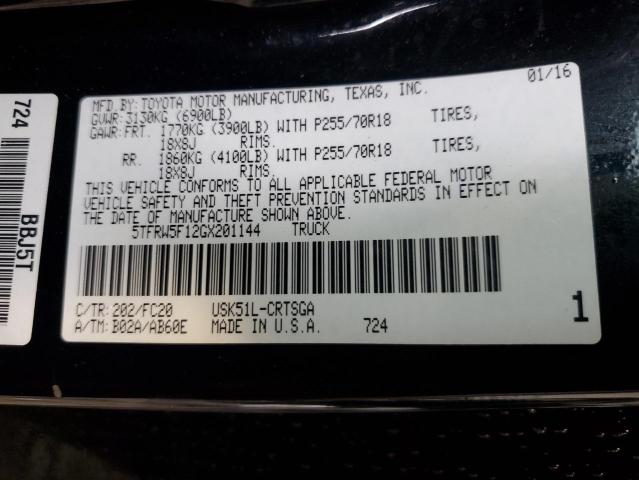 MFD.BY:TOYOTA MOTOR MANUFACTURING, TEXAS, INC. 01/16
GVWR:3130KG (6900LB)
GAWR:FRT. 1770KG (3900LB) WITH P255/70R18 TIRES,
18X8J RIMS.
RR. 1860KG (4100LB) WITH P255/70R18 TIRES,
18X8J RIMS.
THIS VEHICLE CONFORMS TO ALL APPLICABLE FEDERAL MOTOR
VEHICLE SAFETY AND THEFT PREVENTION STANDARDS IN EFFECT ON
THE DATE OF MANUFACTURE SHOWN ABOVE.
5TFRW5F12GX201144 TRUCK
C/TR:202/FC20 USK51L-CRTSGA
A/TM:B02A/AB60E MADE IN U.S.A. 724
1
724
BBJ5T